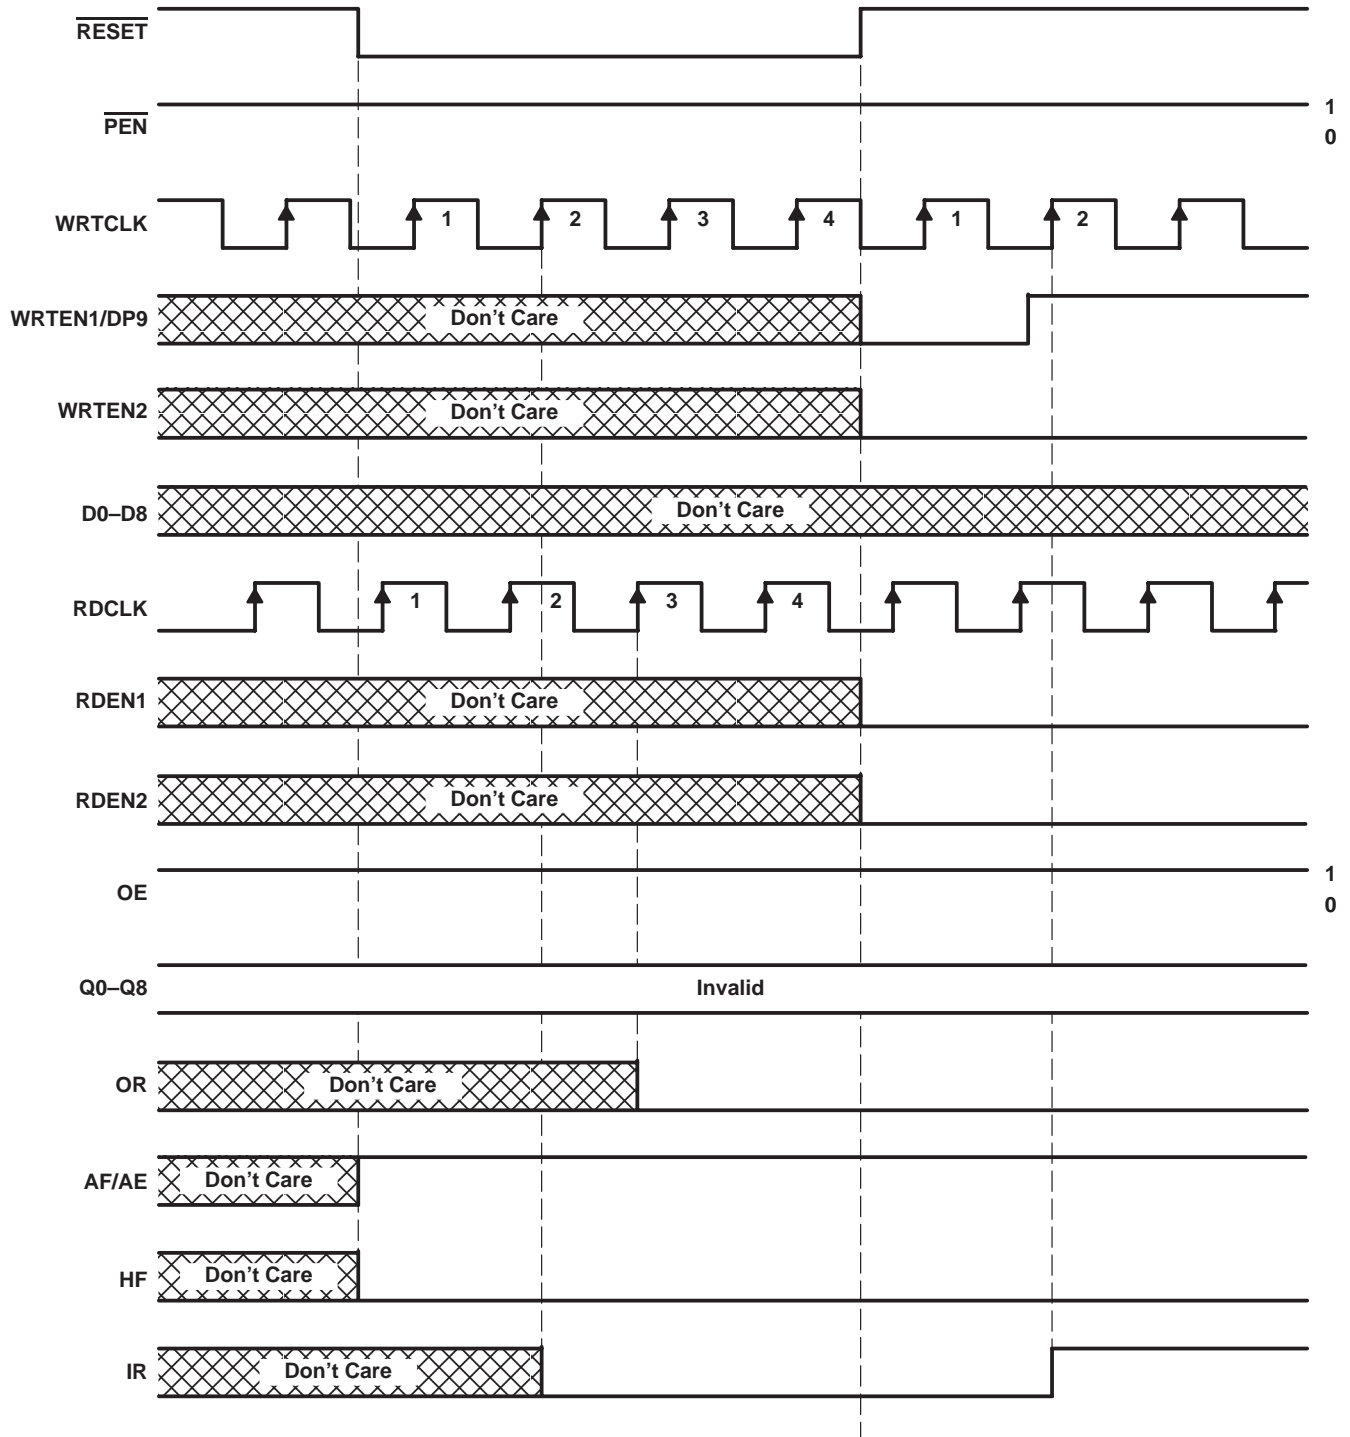 RESET
PEN
1
0
WRTCLK
1 2 3 4 1 2
WRTEN1/DP9
Don't Care
WRTEN2
Don't Care
D0–D8
Don't Care
RDCLK
1 2 3 4
RDEN1
Don't Care
RDEN2
Don't Care
OE
1
0
Q0–Q8
Invalid
OR
Don't Care
AF/AE
Don't Care
HF
Don't Care
IR
Don't Care